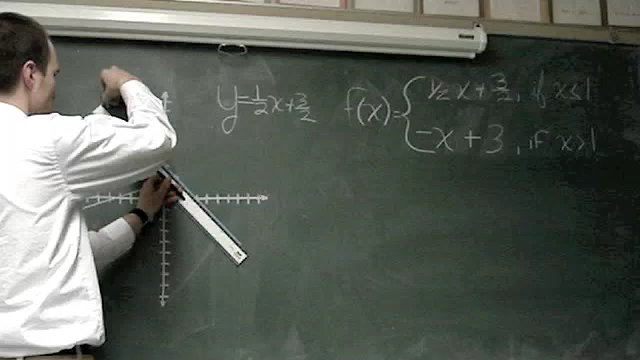 y=½x+3/2
f(x)={ ½x+3/2, if x≤1
-x+3, if x>1